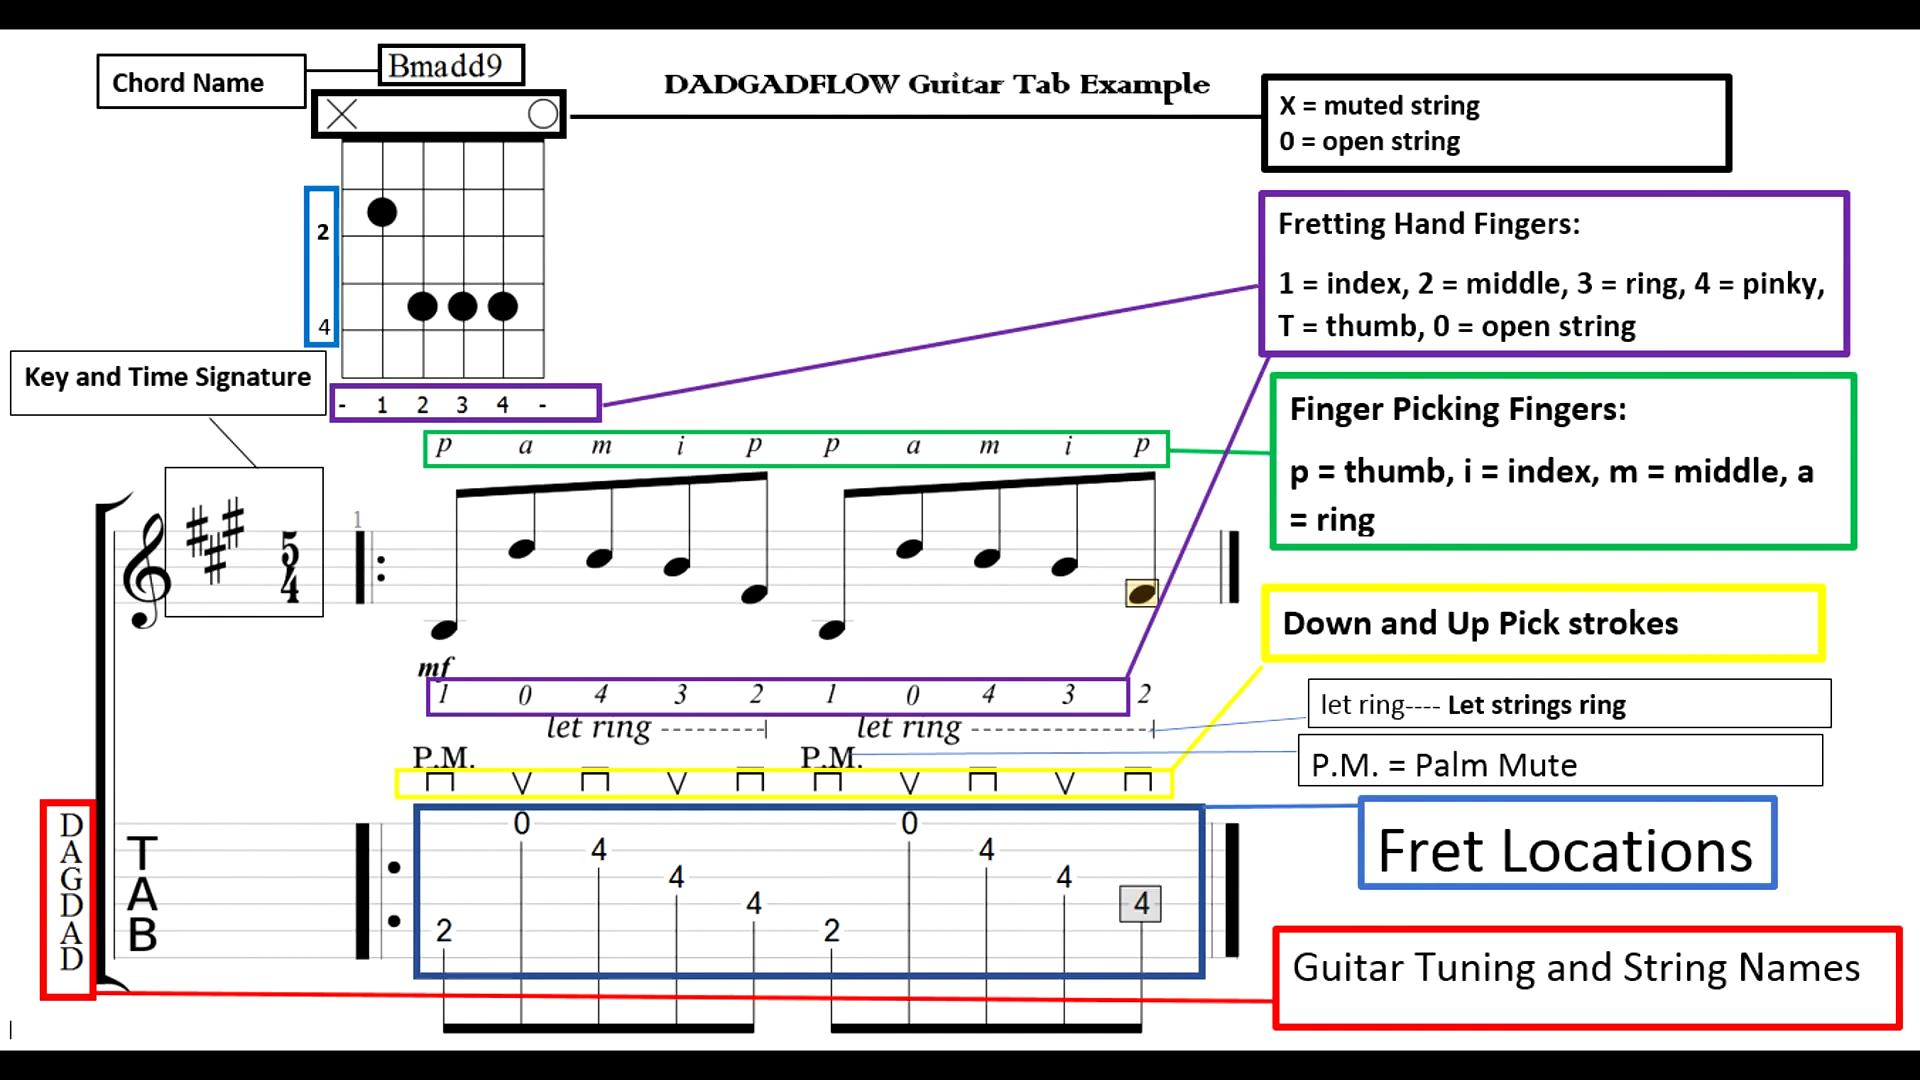 Chord Name
Bmadd9
DADGADFLOW Guitar Tab Example
X = muted string
0 = open string
2
4
Fretting Hand Fingers:
1 = index, 2 = middle, 3 = ring, 4 = pinky,
T = thumb, 0 = open string
Key and Time Signature
- 1 2 3 4 -
Finger Picking Fingers:
p = thumb, i = index, m = middle, a
= ring
p a m i p p a m i p
1
5
4
Down and Up Pick strokes
mf
1 0 4 3 2 1 0 4 3 2
let ring let ring
let ring---- Let strings ring
P.M. P.M.
P.M. = Palm Mute
D
A
G
D
A
D
T
A
B
0 0
4 4
4 4
4 4
2 2
Fret Locations
Guitar Tuning and String Names